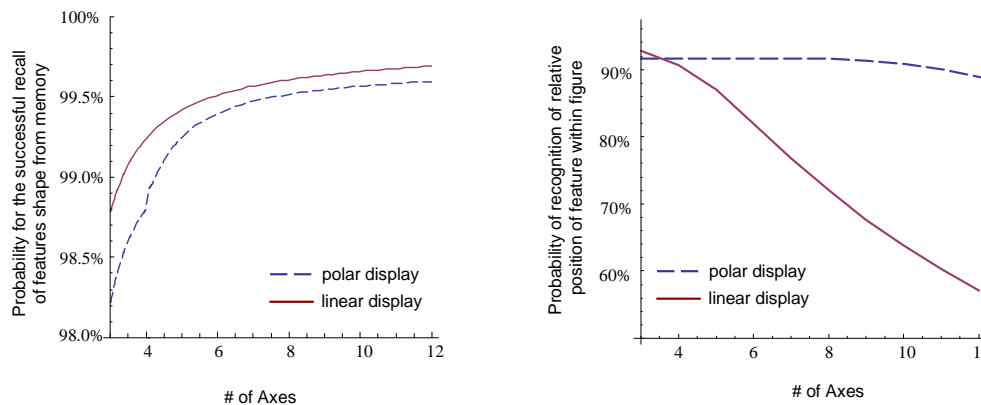 Probability for the successful recall
of features shape from memory
100%
99.5%
99.0%
98.5%
98.0%
polar display
linear display
4
6
8
10
12
# of Axes
Probability of recognition of relative
position of feature within figure
90%
80%
70%
60%
polar display
linear display
4
6
8
10
1
# of Axes